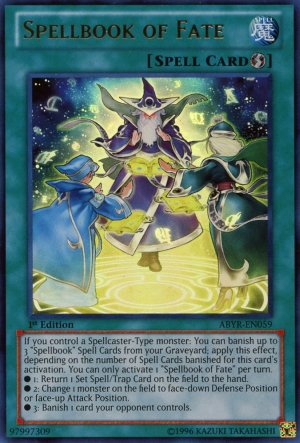 SPELLBOOK OF FATE
SPELL
[SPELL CARD]
1st Edition
ABYR-EN059
If you control a Spellcaster-Type monster: You can banish up
to 3 "Spellbook" Spell Cards from your Graveyard; apply this effect,
depending on the number of Spell Cards banished for this card's
activation. You can only activate 1 "Spellbook of Fate" per turn.
● 1: Return 1 Set Spell/Trap Card on the field to the hand.
● 2: Change 1 monster on the field to face-down Defense Position
or face-up Attack Position.
● 3: Banish 1 card your opponent controls.
97997309
©1996 KAZUKI TAKAHASHI